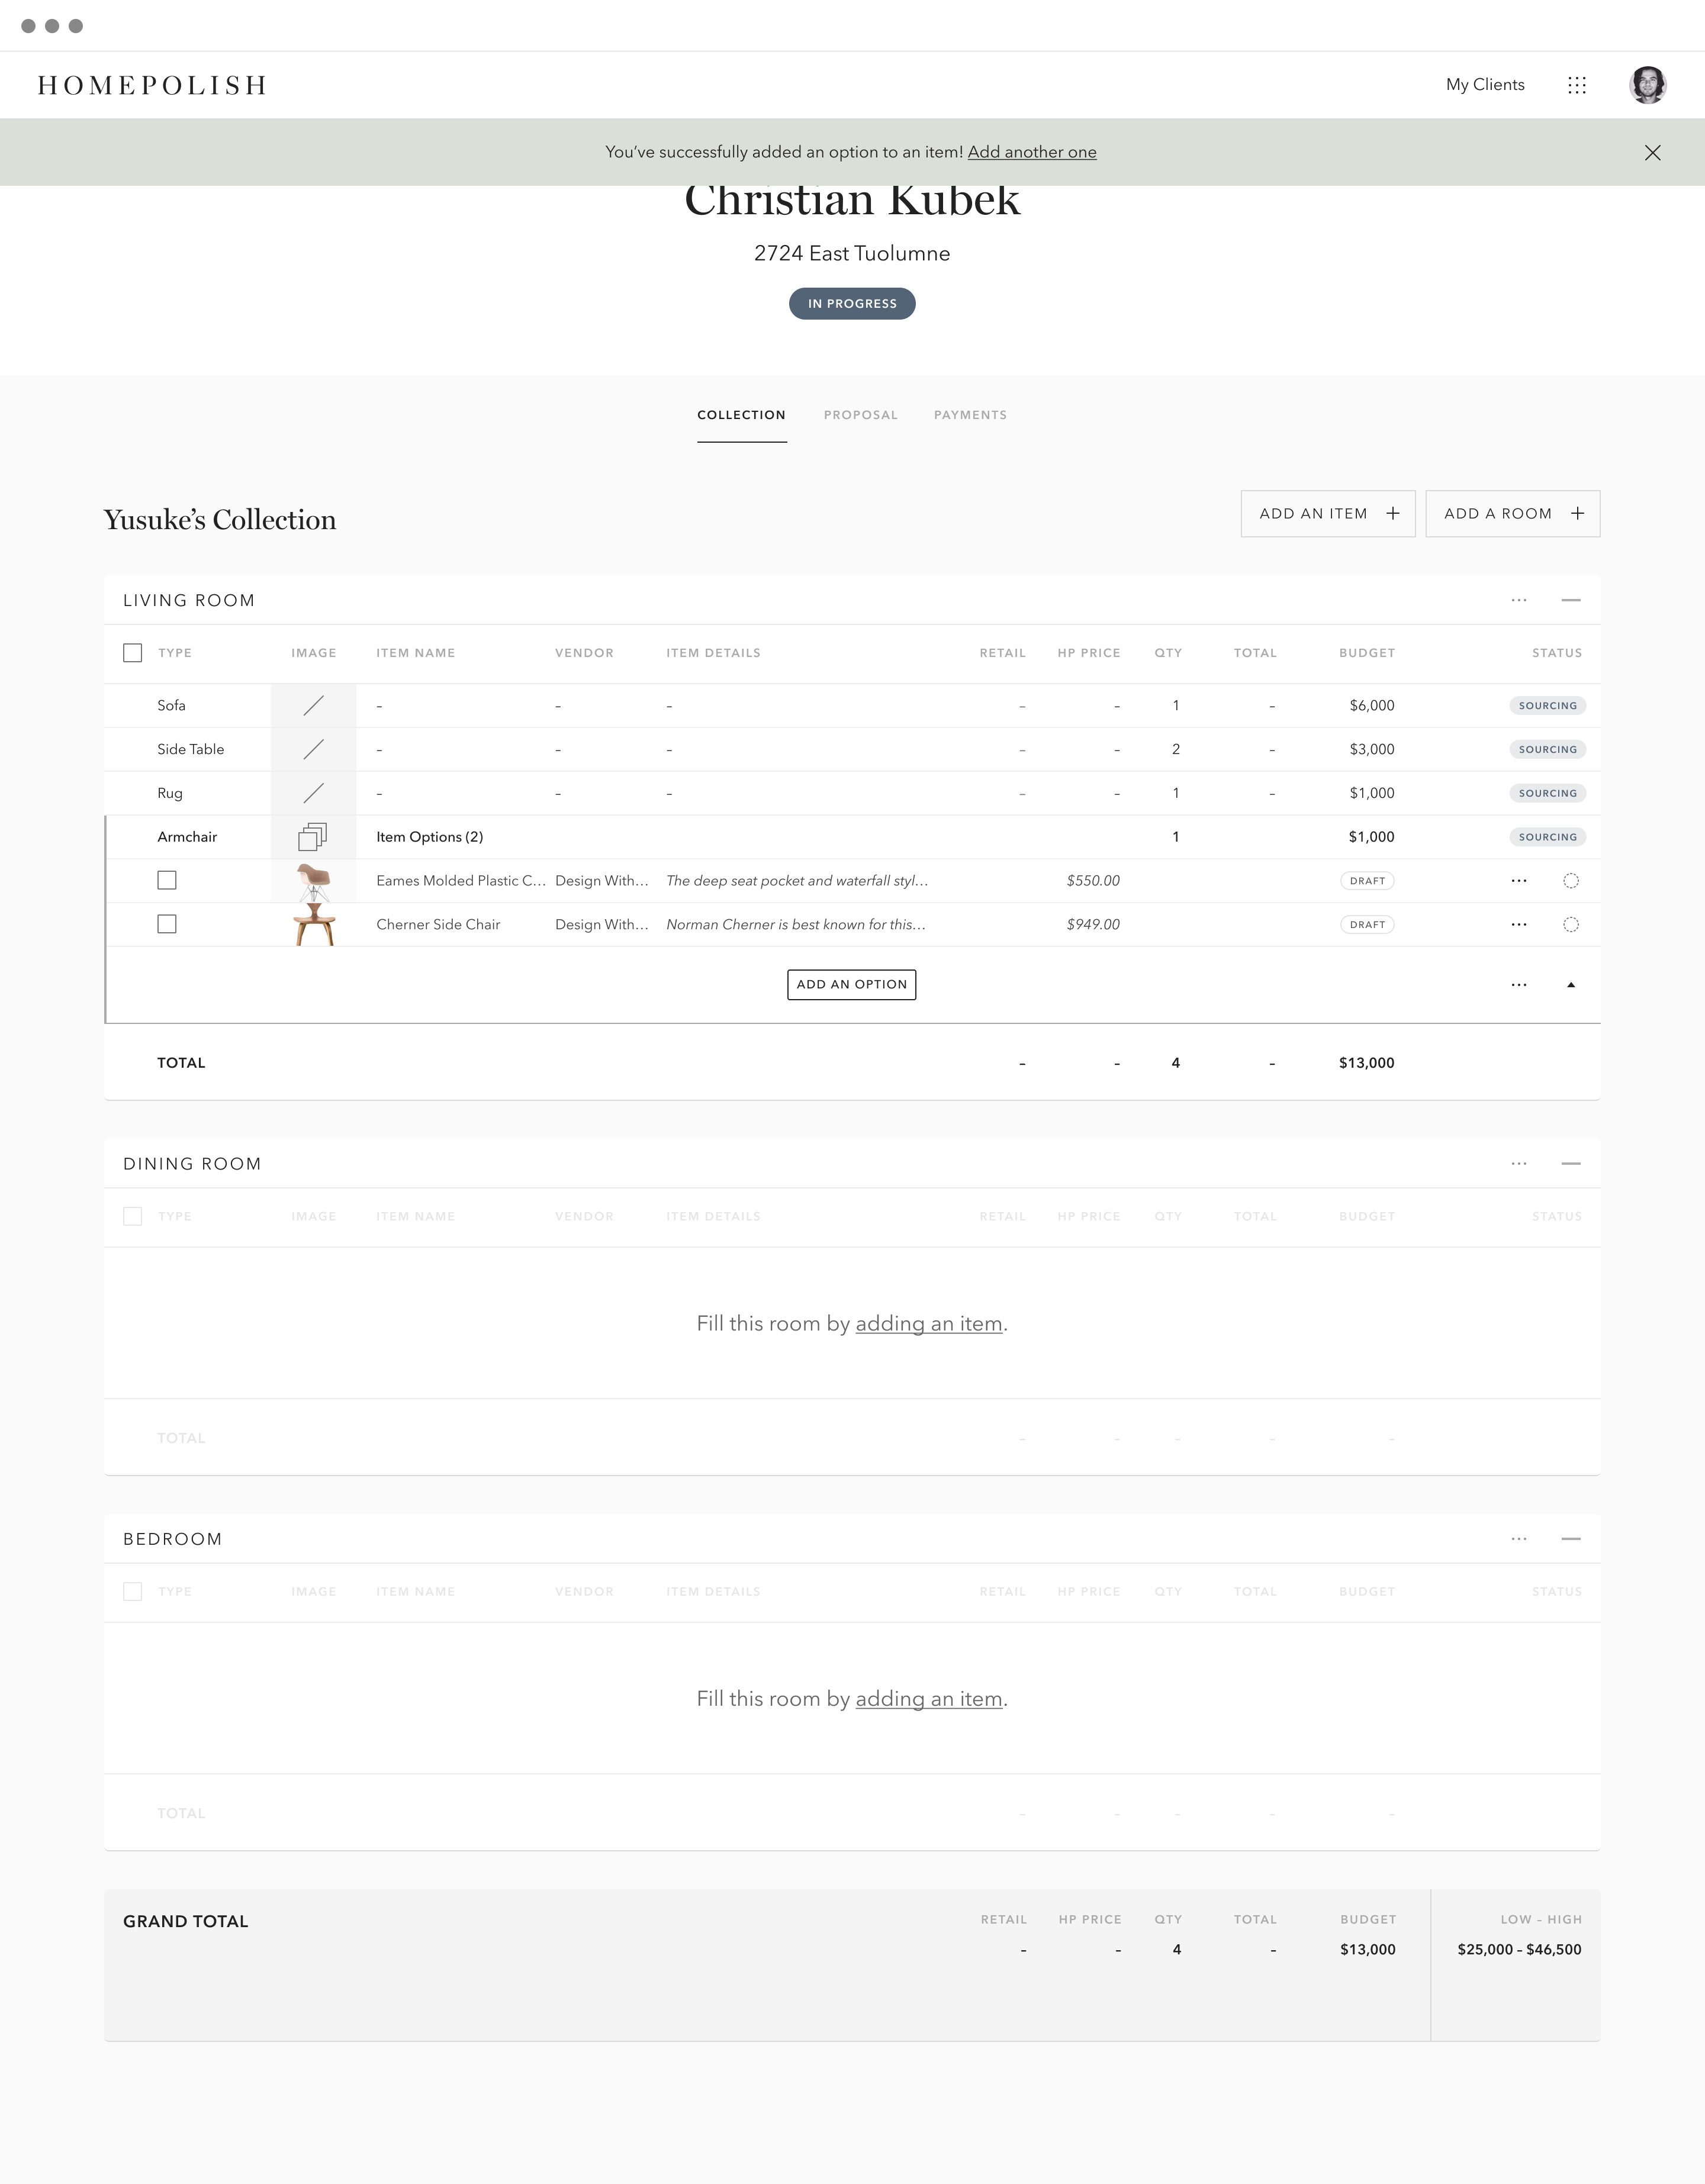 HOMEPOLISH
My Clients
You’ve successfully added an option to an item! Add another one
Christian Kubek
2724 East Tuolumne
IN PROGRESS
COLLECTION PROPOSAL PAYMENTS
Yusuke’s Collection
ADD AN ITEM +
ADD A ROOM +
LIVING ROOM
TYPE IMAGE ITEM NAME VENDOR ITEM DETAILS RETAIL HP PRICE QTY TOTAL BUDGET STATUS
Sofa – – – – – 1 – $6,000 SOURCING
Side Table – – – – – 2 – $3,000 SOURCING
Rug – – – – – 1 – $1,000 SOURCING
Armchair Item Options (2) 1 $1,000 SOURCING
Eames Molded Plastic C... Design With... The deep seat pocket and waterfall styl... $550.00 DRAFT
Cherner Side Chair Design With... Norman Cherner is best known for this... $949.00 DRAFT
ADD AN OPTION
TOTAL – – 4 – $13,000
DINING ROOM
TYPE IMAGE ITEM NAME VENDOR ITEM DETAILS RETAIL HP PRICE QTY TOTAL BUDGET STATUS
Fill this room by adding an item.
TOTAL – – – – –
BEDROOM
TYPE IMAGE ITEM NAME VENDOR ITEM DETAILS RETAIL HP PRICE QTY TOTAL BUDGET STATUS
Fill this room by adding an item.
TOTAL – – – – –
GRAND TOTAL RETAIL HP PRICE QTY TOTAL BUDGET LOW – HIGH
– – 4 – $13,000 $25,000 – $46,500